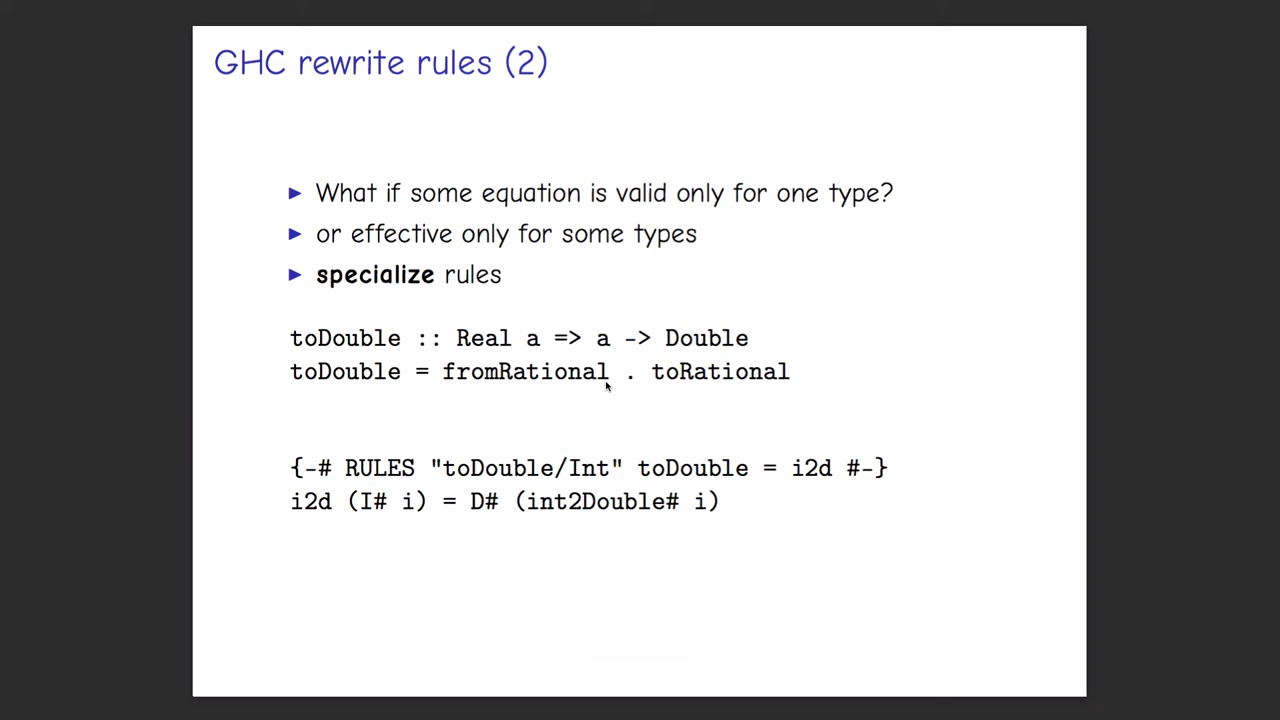 GHC rewrite rules (2)
► What if some equation is valid only for one type?
► or effective only for some types
► specialize rules
toDouble :: Real a => a -> Double
toDouble = fromRational . toRational
{-# RULES "toDouble/Int" toDouble = i2d #-}
i2d (I# i) = D# (int2Double# i)